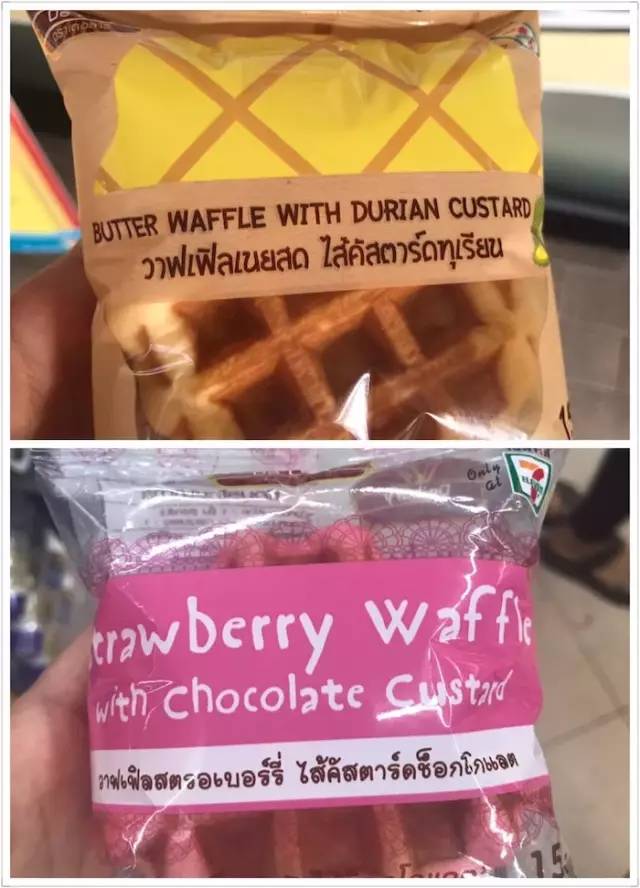 BUTTER WAFFLE WITH DURIAN CUSTARD
วาฟเฟิลเนยสด ไส้คัสตาร์ดทุเรียน
Only
at
trawberry Waffle
with chocolate Custard
วาฟเฟิลสตรอเบอร์รี่ ไส้คัสตาร์ดช็อกโกแลต
15